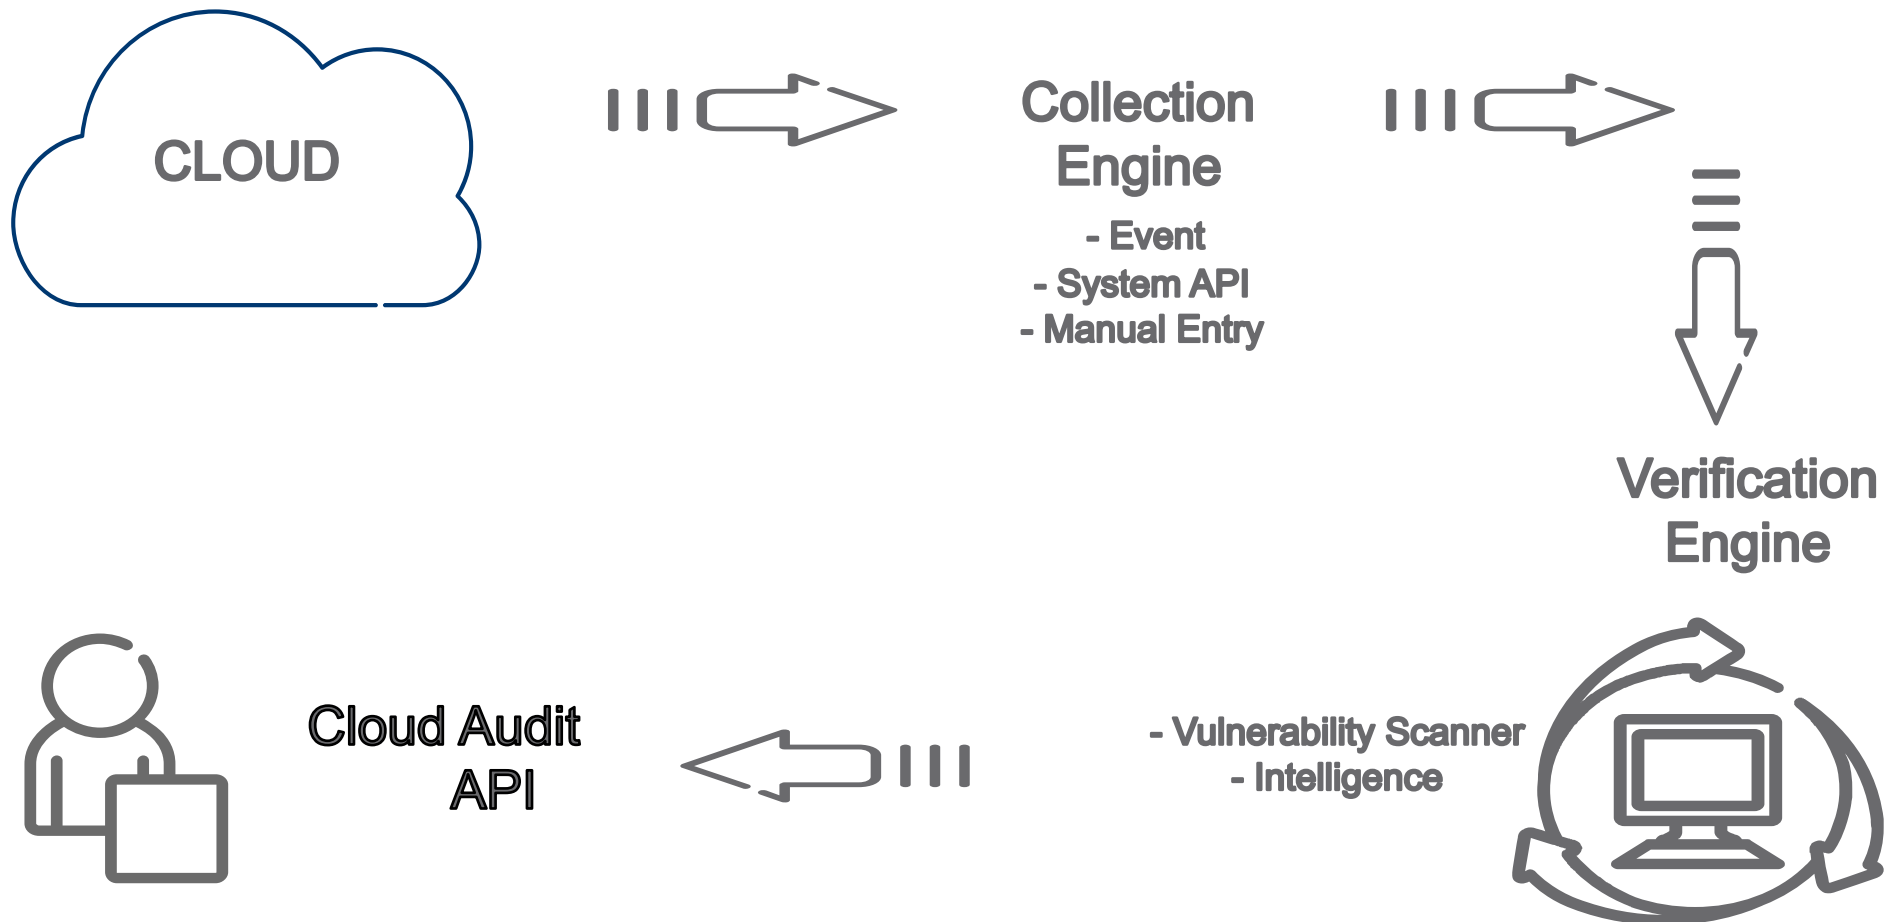 CLOUD
Collection
Engine
- Event
- System API
- Manual Entry
Verification
Engine
- Vulnerability Scanner
- Intelligence
Cloud Audit
API